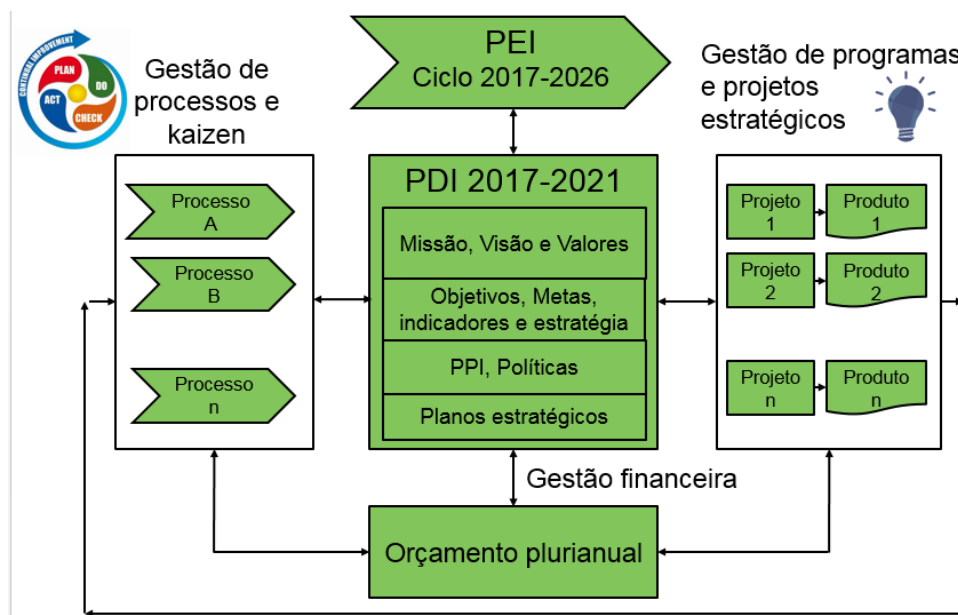 CONTINUAL IMPROVEMENT
PLAN
DO
ACT
CHECK
Gestão de
processos e
kaizen
PEI
Ciclo 2017-2026
Gestão de programas
e projetos
estratégicos
Processo
A
Processo
B
Processo
n
PDI 2017-2021
Missão, Visão e Valores
Objetivos, Metas,
indicadores e estratégia
PPI, Políticas
Planos estratégicos
Projeto
1
Produto
1
Projeto
2
Produto
2
Projeto
n
Produto
n
Gestão financeira
Orçamento plurianual